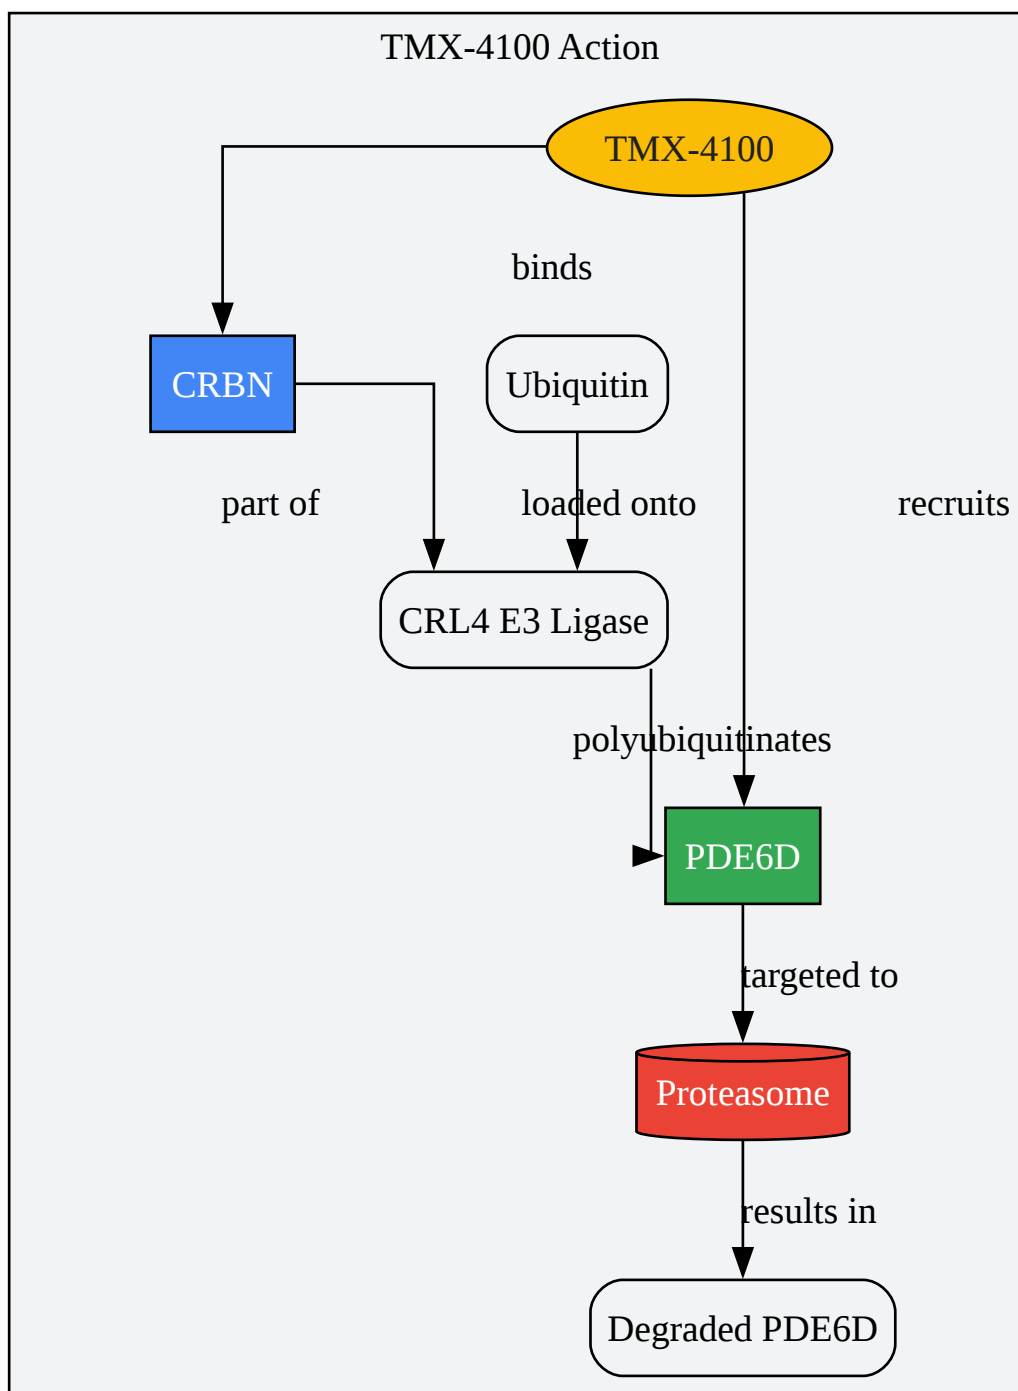 TMX-4100 Action
TMX-4100
binds
CRBN
Ubiquitin
part of
loaded onto
recruits
CRL4 E3 Ligase
polyubiquitinates
PDE6D
targeted to
Proteasome
results in
Degraded PDE6D